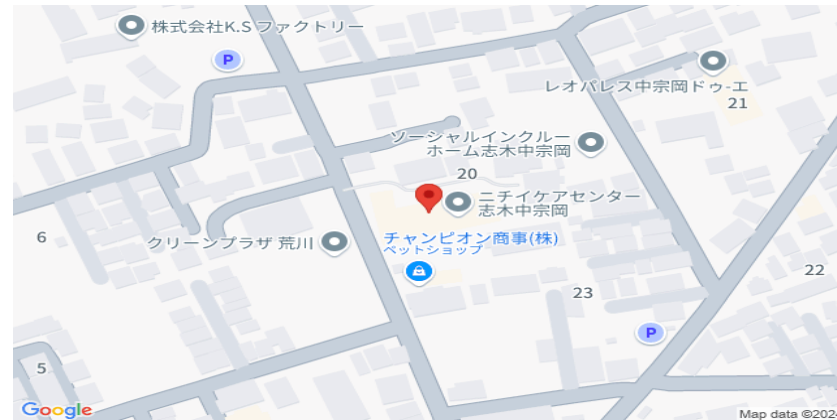 株式会社K.S ファクトリー
P
レオパレス中宗岡ドゥ-エ
21
ソーシャルインクルー
ホーム志木中宗岡
20
ニチイケアセンター
志木中宗岡
6
クリーンプラザ 荒川
チャンピオン商事(株)
ペットショップ
22
23
P
5
Google
Map data ©202